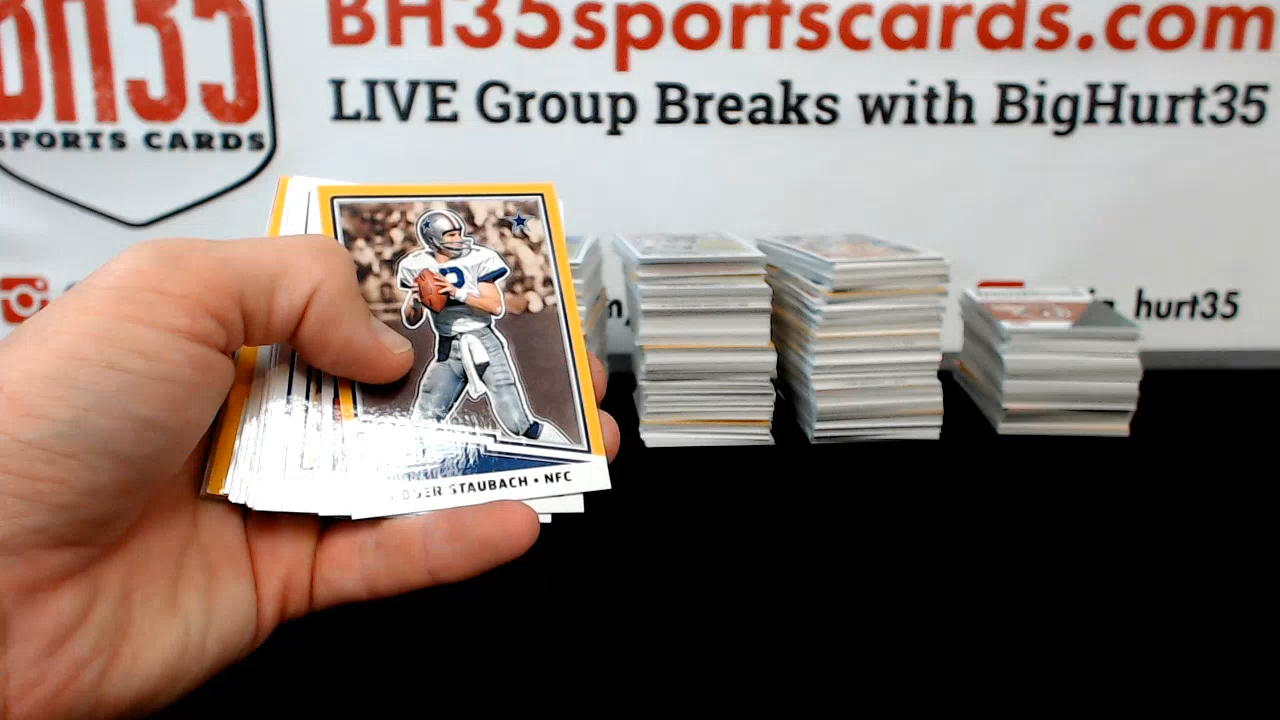 BH35
SPORTS CARDS
BH35sportscards.com
LIVE Group Breaks with BigHurt35
hurt35
STAUBACH • NFC